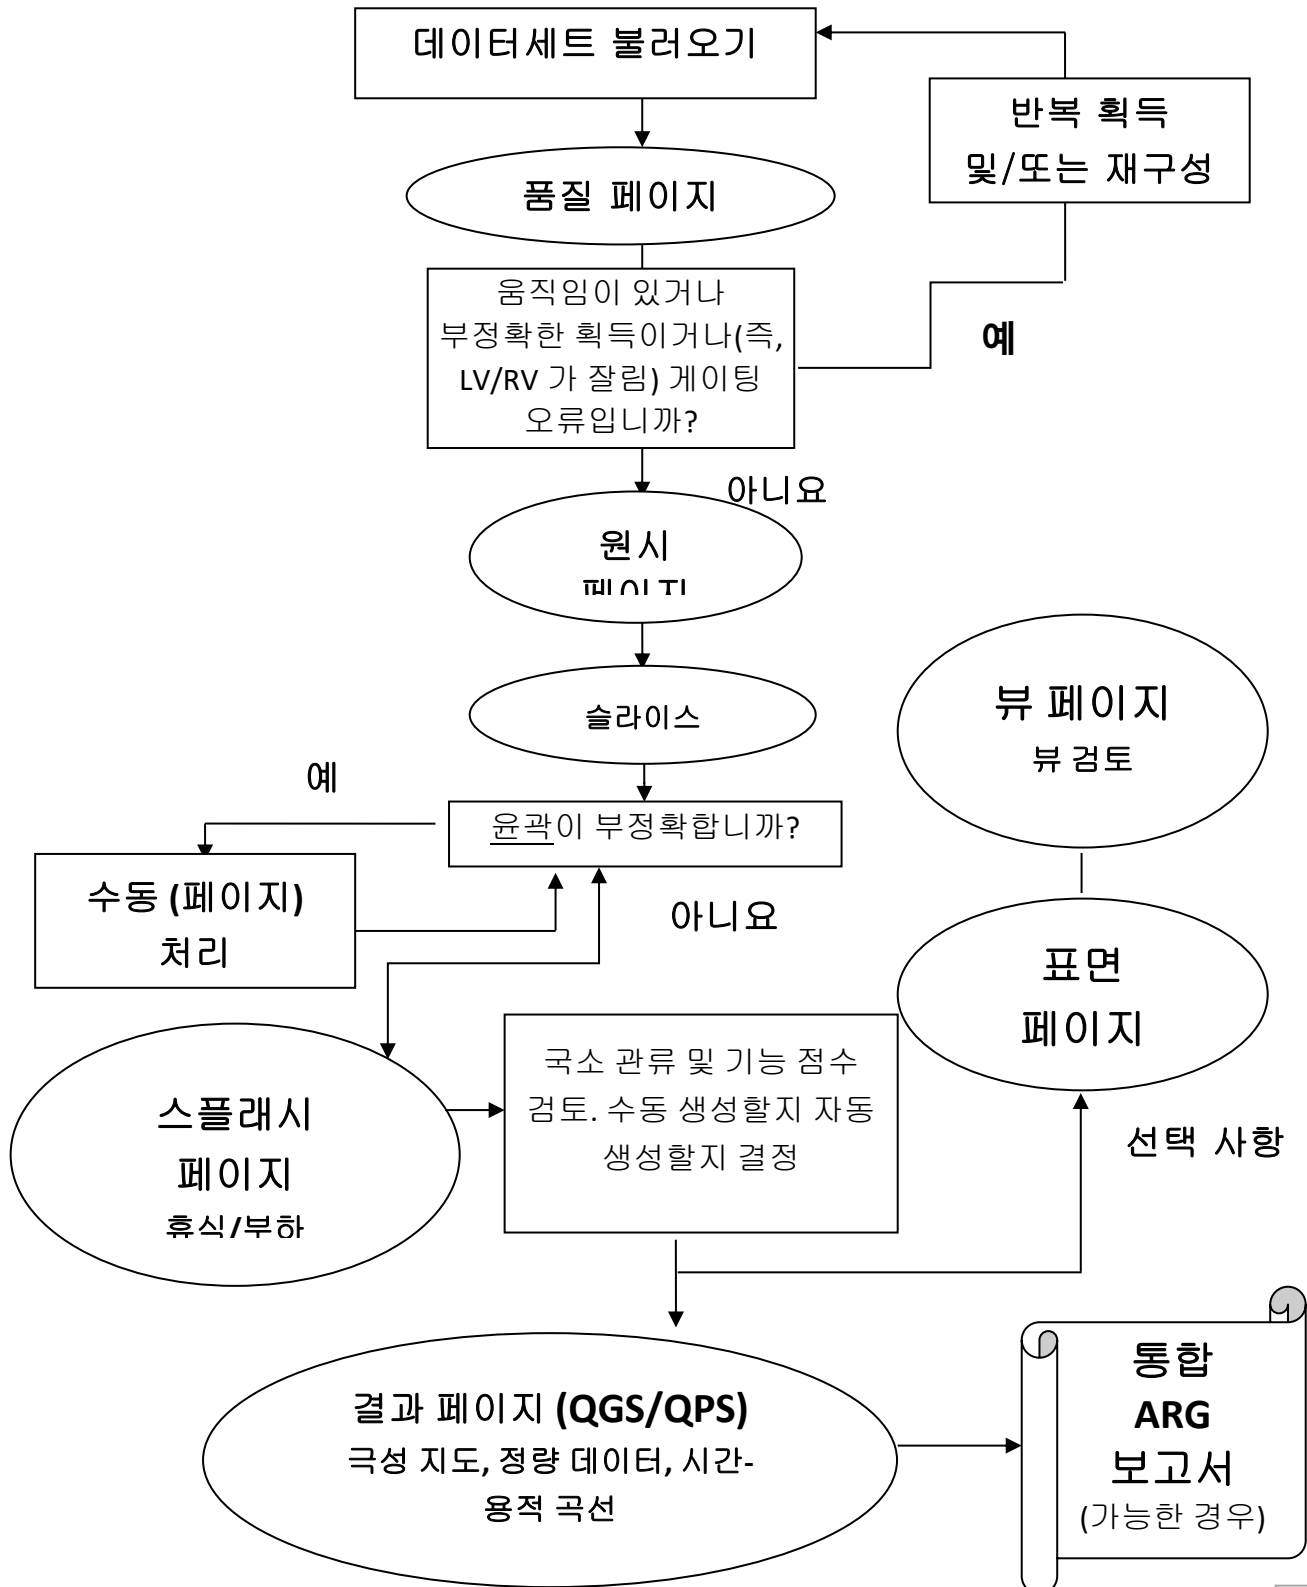 데이터세트 불러오기
반복 획득
및/또는 재구성
품질 페이지
움직임이 있거나
부정확한 획득이거나(즉,
LV/RV 가 잘림) 게이팅
오류입니까?
예
아니요
원시
페이지
슬라이스
뷰 페이지
뷰 검토
예
윤곽이 부정확합니까?
수동 (페이지)
처리
아니요
표면
페이지
국소 관류 및 기능 점수
검토. 수동 생성할지 자동
생성할지 결정
스플래시
페이지
휴식/부하
선택 사항
결과 페이지 (QGS/QPS)
극성 지도, 정량 데이터, 시간-
용적 곡선
통합
ARG
보고서
(가능한 경우)